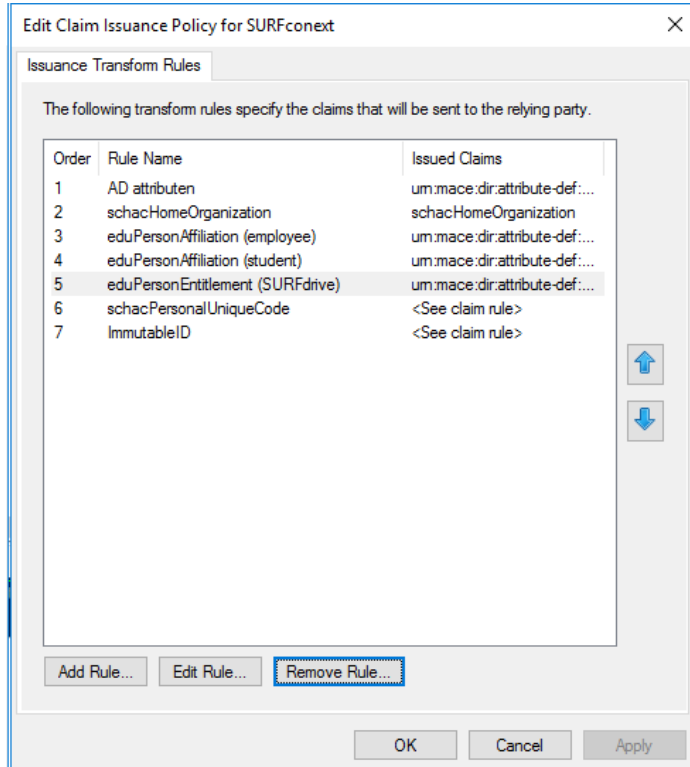 Edit Claim Issuance Policy for SURFconext
Issuance Transform Rules
The following transform rules specify the claims that will be sent to the relying party.
Order Rule Name Issued Claims
1 AD attributen urn:mace:dir:attribute-def:...
2 schacHomeOrganization schacHomeOrganization
3 eduPersonAffiliation (employee) urn:mace:dir:attribute-def:...
4 eduPersonAffiliation (student) urn:mace:dir:attribute-def:...
5 eduPersonEntitlement (SURFdrive) urn:mace:dir:attribute-def:...
6 schacPersonalUniqueCode <See claim rule>
7 ImmutableID <See claim rule>
Add Rule... Edit Rule... Remove Rule...
OK Cancel Apply